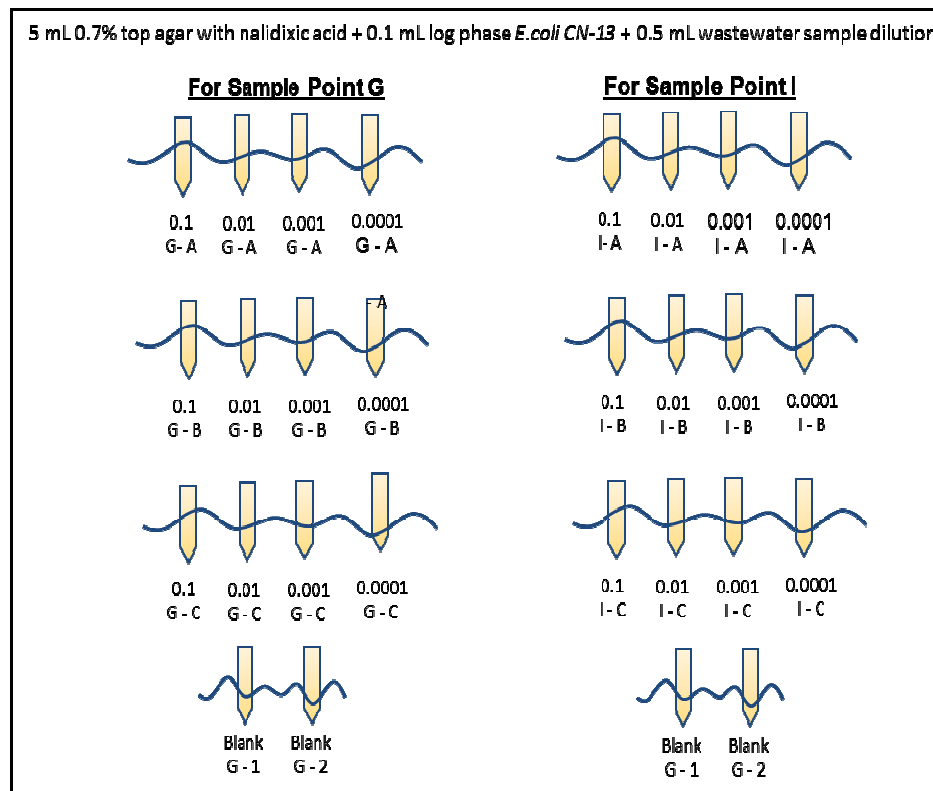 5 mL 0.7% top agar with nalidixic acid + 0.1 mL log phase E.coli CN-13 + 0.5 mL wastewater sample dilution
For Sample Point G
For Sample Point I
0.1 0.01 0.001 0.0001
G - A G - A G - A G - A
0.1 0.01 0.001 0.0001
I - A I - A I - A I - A
- A
0.1 0.01 0.001 0.0001
G - B G - B G - B G - B
0.1 0.01 0.001 0.0001
I - B I - B I - B I - B
0.1 0.01 0.001 0.0001
G - C G - C G - C G - C
0.1 0.01 0.001 0.0001
I - C I - C I - C I - C
Blank Blank
G - 1 G - 2
Blank Blank
G - 1 G - 2